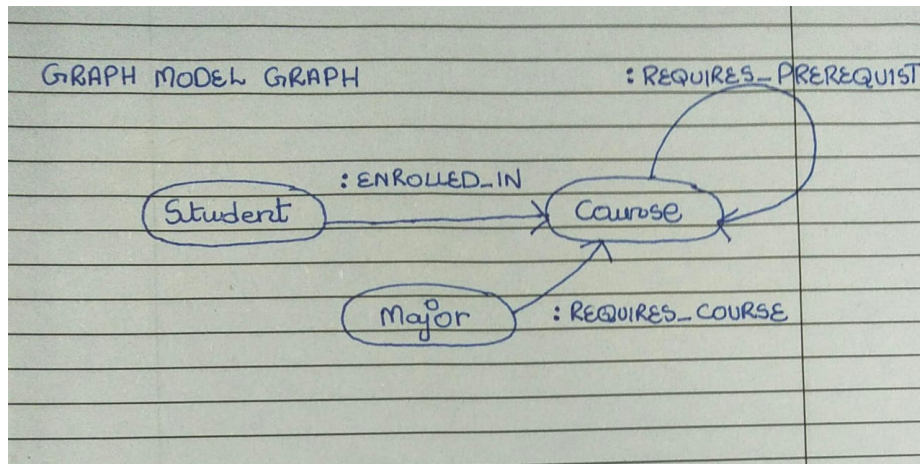 GRAPH MODEL GRAPH
:REQUIRES_PREREQUIST
:ENROLLED_IN
Student
Course
Major
:REQUIRES_COURSE